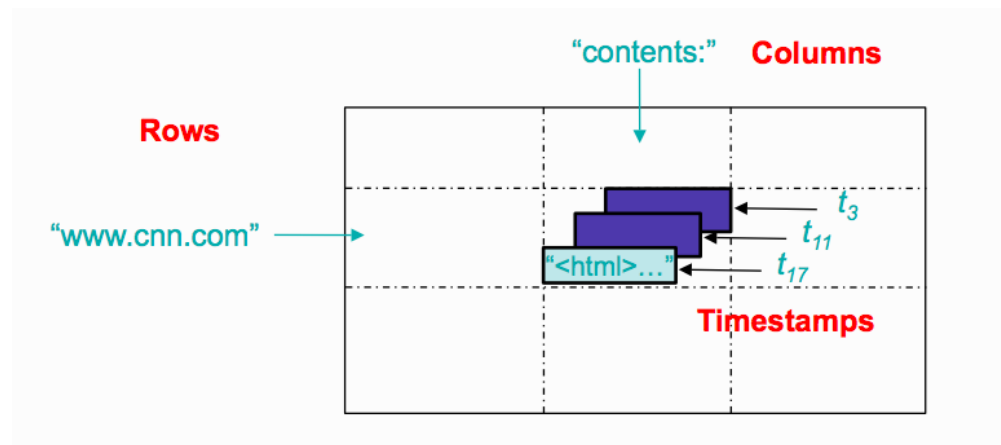 “contents:”
Columns
Rows
“www.cnn.com”
t3
t11
“<html>…”
t17
Timestamps